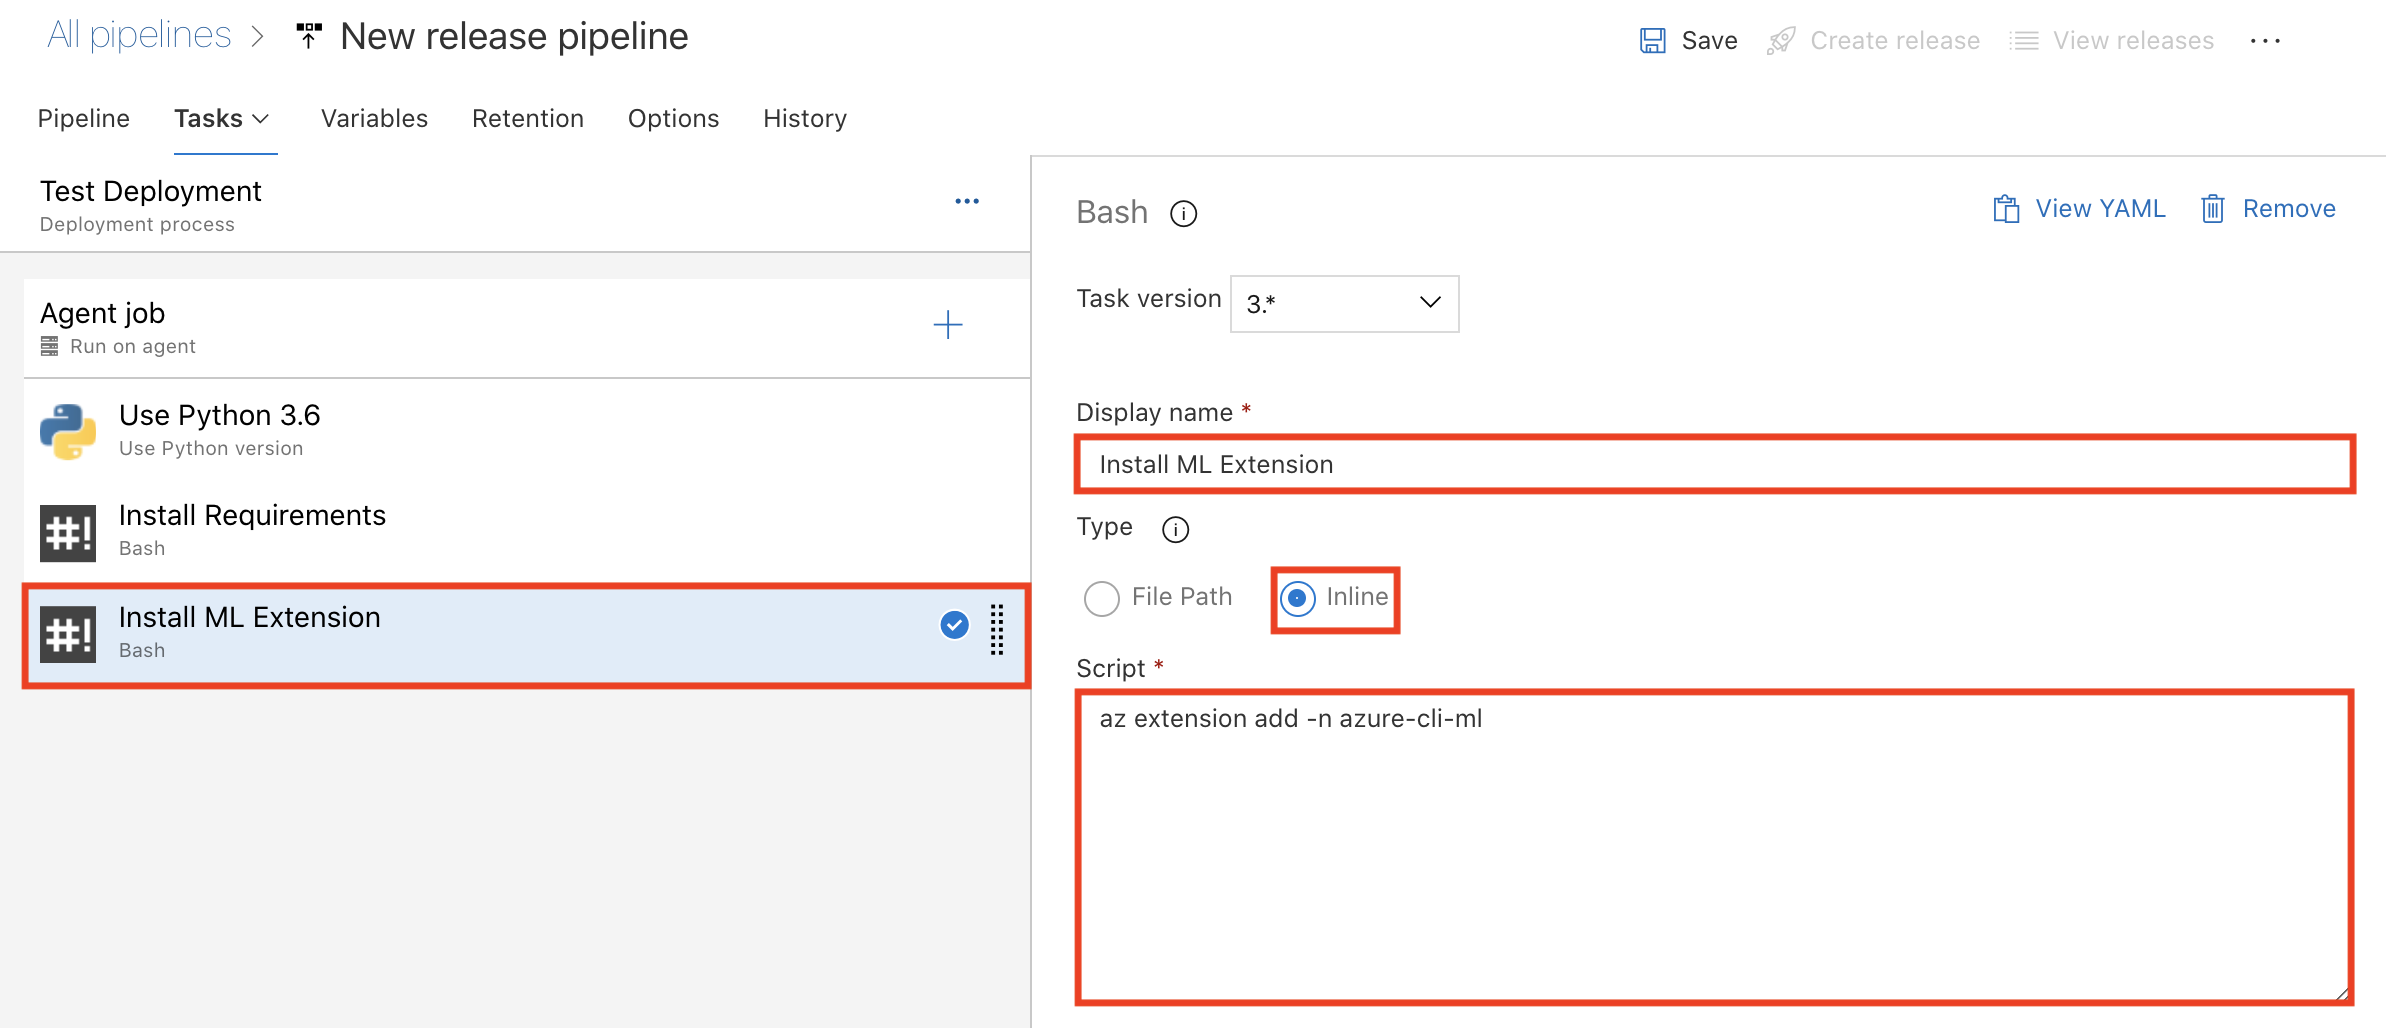 All pipelines > New release pipeline
Save Create release View releases ...
Pipeline Tasks Variables Retention Options History
Test Deployment
Deployment process
Agent job
Run on agent
Use Python 3.6
Use Python version
#! Install Requirements
Bash
#! Install ML Extension
Bash
Bash
View YAML Remove
Task version 3.*
Display name *
Install ML Extension
Type
File Path Inline
Script *
az extension add -n azure-cli-ml